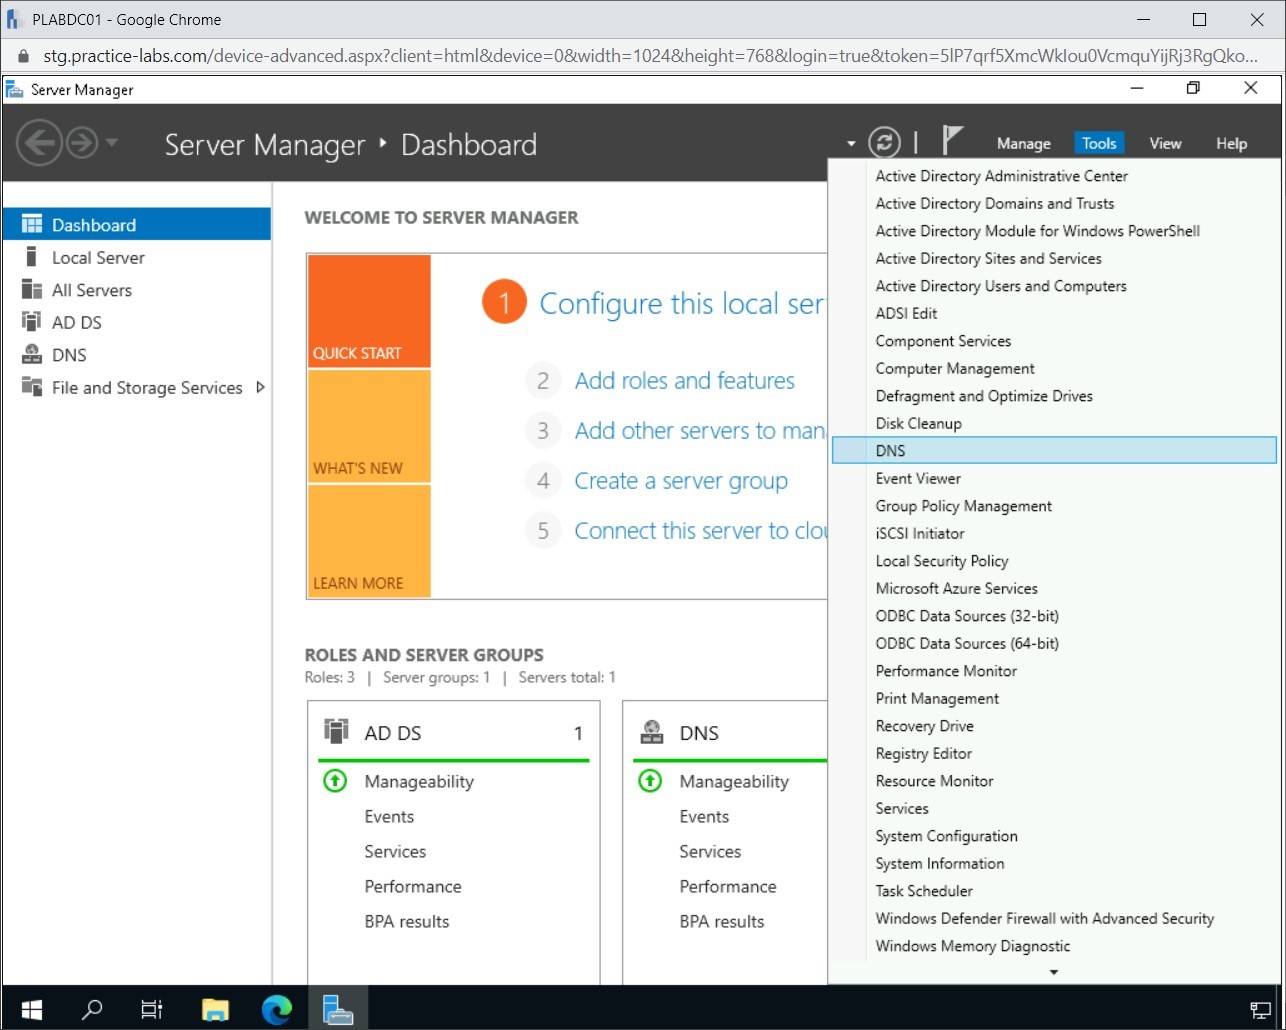 PLABDC01 - Google Chrome
stg.practice-labs.com/device-advanced.aspx?client=html&device=0&width=1024&height=768&login=true&token=5lP7qrf5XmcWkIou0VcmquYijRj3RgQko...
Server Manager
Server Manager Dashboard
Manage Tools View Help
Dashboard
Local Server
All Servers
AD DS
DNS
File and Storage Services
WELCOME TO SERVER MANAGER
QUICK START
WHAT'S NEW
LEARN MORE
1 Configure this local ser
2 Add roles and features
3 Add other servers to man
4 Create a server group
5 Connect this server to clou
ROLES AND SERVER GROUPS
Roles: 3 | Server groups: 1 | Servers total: 1
AD DS 1
Manageability
Events
Services
Performance
BPA results
DNS
Manageability
Events
Services
Performance
BPA results
Active Directory Administrative Center
Active Directory Domains and Trusts
Active Directory Module for Windows PowerShell
Active Directory Sites and Services
Active Directory Users and Computers
ADSI Edit
Component Services
Computer Management
Defragment and Optimize Drives
Disk Cleanup
DNS
Event Viewer
Group Policy Management
iSCSI Initiator
Local Security Policy
Microsoft Azure Services
ODBC Data Sources (32-bit)
ODBC Data Sources (64-bit)
Performance Monitor
Print Management
Recovery Drive
Registry Editor
Resource Monitor
Services
System Configuration
System Information
Task Scheduler
Windows Defender Firewall with Advanced Security
Windows Memory Diagnostic